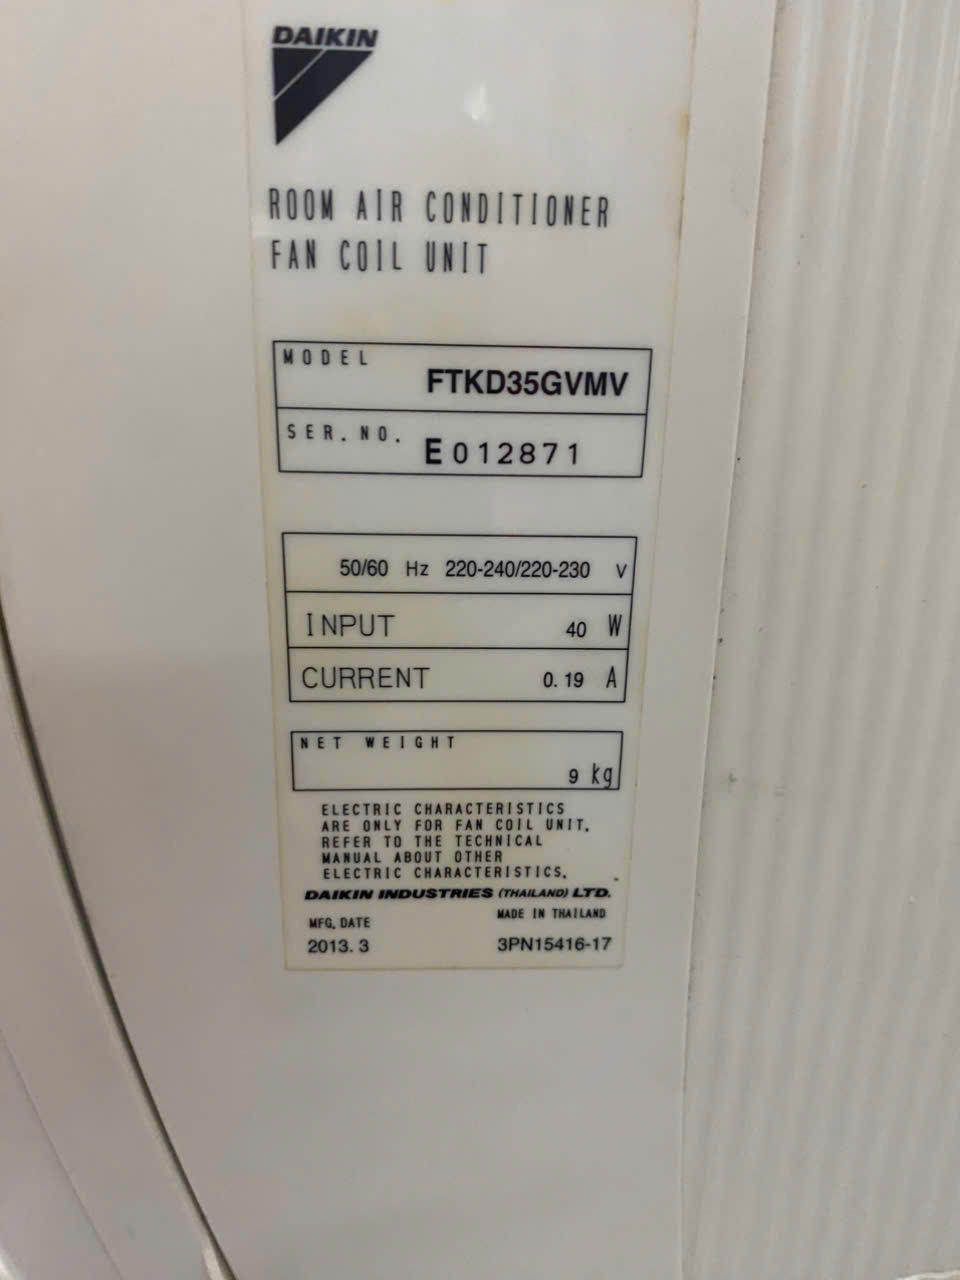 DAIKIN
ROOM AIR CONDITIONER
FAN COIL UNIT
MODEL FTKD35GVMV
SER.NO. E012871
50/60 Hz 220-240/220-230 V
INPUT 40 W
CURRENT 0.19 A
NET WEIGHT
9 kg
ELECTRIC CHARACTERISTICS
ARE ONLY FOR FAN COIL UNIT.
REFER TO THE TECHNICAL
MANUAL ABOUT OTHER
ELECTRIC CHARACTERISTICS.
DAIKIN INDUSTRIES (THAILAND) LTD.
MFG. DATE MADE IN THAILAND
2013. 3 3PN15416-17